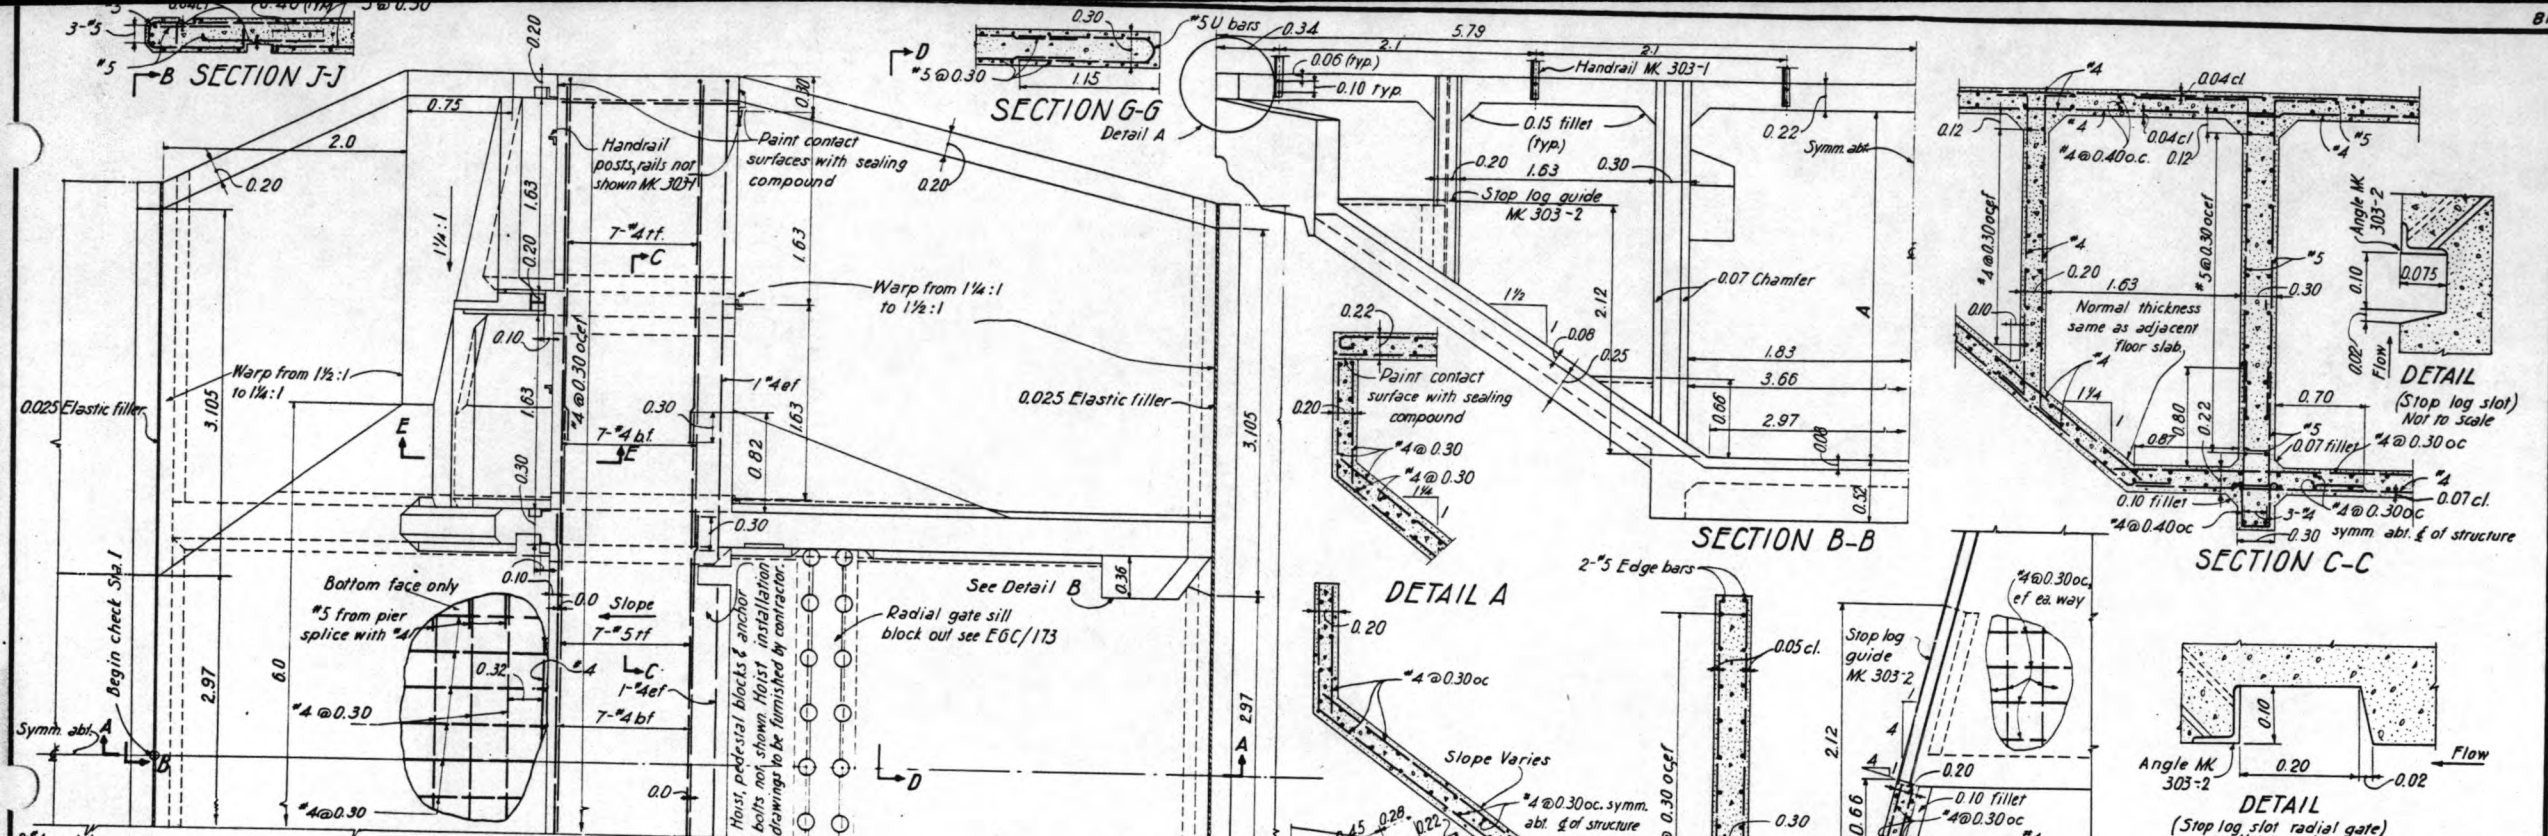 3-#5
#5
0.04cl
5@0.30
B
SECTION J-J
0.20
D
0.30
#5 U bars
#5@0.30
1.15
SECTION G-G
0.34
5.79
2.1
2.1
0.06 (typ.)
0.10 typ.
Handrail MK 303-1
Detail A
0.15 fillet
(typ.)
0.22
Symm. abt.
0.20
1.63
0.30
Stop log guide
MK 303-2
0.75
2.0
0.20
1¼:1
1.63
0.20
Handrail
posts, rails not
shown MK 303-1
Paint contact
surfaces with sealing
compound
0.30
0.20
7-#4 tf.
C
1.63
Warp from 1¼:1
to 1½:1
0.10
#4 @0.30 ocef
1.63
1-#4ef
0.30
7-#4 bf.
E
E
0.82
1.63
0.30
0.30
Warp from 1½:1
to 1¼:1
0.025 Elastic filler
3.105
0.025 Elastic filler
3.105
Begin check Sta. 1
2.97
6.0
Symm. abt.
A
B
Bottom face only
#5 from pier
splice with #4
0.32
#4
#4 @0.30
#4@0.30
0.10
0.0
Slope
7-#5 tf
C
1-#4ef
7-#4 bf
0.0
Hoist, pedestal blocks & anchor
bolts not shown. Hoist installation
drawings to be furnished by contractor.
Radial gate sill
block out see EGC/173
See Detail B
0.36
2.97
A
D
2.12
1½
1
0.08
0.25
0.07 Chamfer
A
1.83
3.66
2.97
0.66
0.08
0.52
SECTION B-B
0.22
Paint contact
surface with sealing
compound
0.20
#4@0.30
#4@0.30
1¼
1
DETAIL A
0.20
#4@0.30oc
Slope Varies
#4@0.30oc. symm.
abt. ₵ of structure
0.45
0.28
0.22
2-#5 Edge bars
0.05 cl.
@ 0.30 ocef
0.30
#4
0.04cl
0.12
#4
0.04cl
#5
#4
#4@0.40o.c.
0.12
#4@0.30ocef
#4
0.20
#5@0.30ocef
#5
0.30
1.63
0.10
Normal thickness
same as adjacent
floor slab.
#4
1¼
1
0.80
0.22
0.87
0.70
#5
0.07 fillet
#4@0.30 oc
#4
0.07 cl.
0.10 fillet
3-#4
#4@0.30oc
#4@0.40oc
0.30
symm. abt. ₵ of structure
SECTION C-C
Angle MK
303-2
0.10
0.075
0.02
Flow
DETAIL
(Stop log slot)
Not to scale
2.12
Stop log
guide
MK 303-2
#4@0.30oc,
ef ea. way
4
1
4
0.20
0.10 fillet
#4@0.30oc
0.66
0.10
Angle MK
303-2
0.20
0.02
Flow
DETAIL
(Stop log slot radial gate)